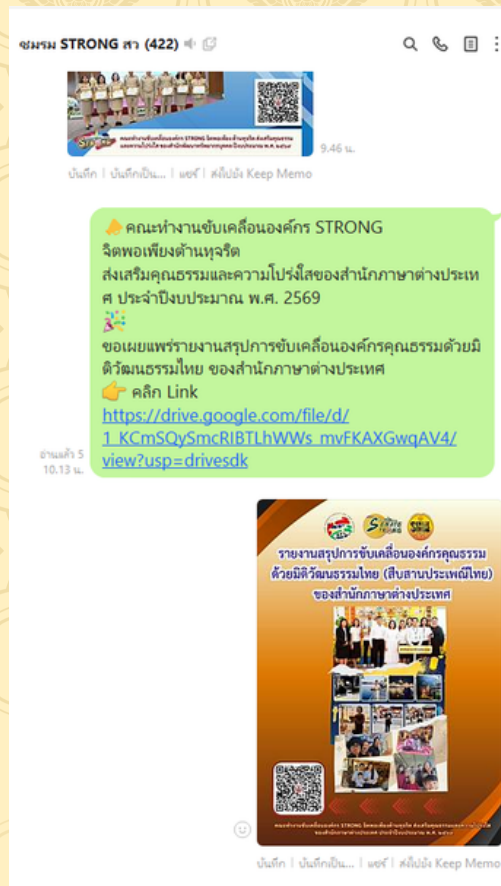 ชมรม STRONG สว (422)
9.46 น.
บันทึก | บันทึกเป็น... | แชร์ | ส่งไปยัง Keep Memo
คณะทำงานขับเคลื่อนองค์กร STRONG
จิตพอเพียงต้านทุจริต
ส่งเสริมคุณธรรมและความโปร่งใสของสำนักภาษาต่างประเท
ศ ประจำปีงบประมาณ พ.ศ. 2569
ขอเผยแพร่รายงานสรุปการขับเคลื่อนองค์กรคุณธรรมด้วยมิ
ติวัฒนธรรมไทย ของสำนักภาษาต่างประเทศ
คลิก Link
https://drive.google.com/file/d/
1_KCmSQySmcRIBTLhWWs_mvFKAXGwqAV4/
view?usp=drivesdk
อ่านแล้ว 5
10.13 น.
รายงานสรุปการขับเคลื่อนองค์กรคุณธรรม
ด้วยมิติวัฒนธรรมไทย (สืบสานประเพณีไทย)
ของสำนักภาษาต่างประเทศ
บันทึก | บันทึกเป็น... | แชร์ | ส่งไปยัง Keep Memo